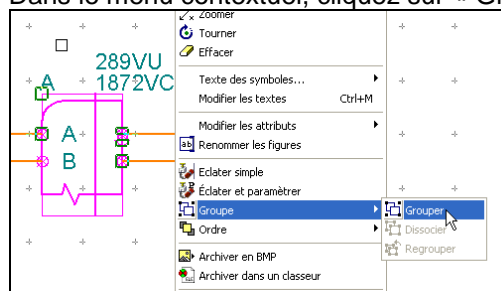 Dans le menu contextuel, cliquez sur « G
Zoomer
Tourner
Effacer
289VU
A 1872VC
Texte des symboles...
Modifier les textes Ctrl+M
Modifier les attributs
A
ab Renommer les figures
B
Eclater simple
Éclater et paramétrer
Groupe
Grouper
Ordre
Dissocier
Regrouper
Archiver en BMP
Archiver dans un classeur